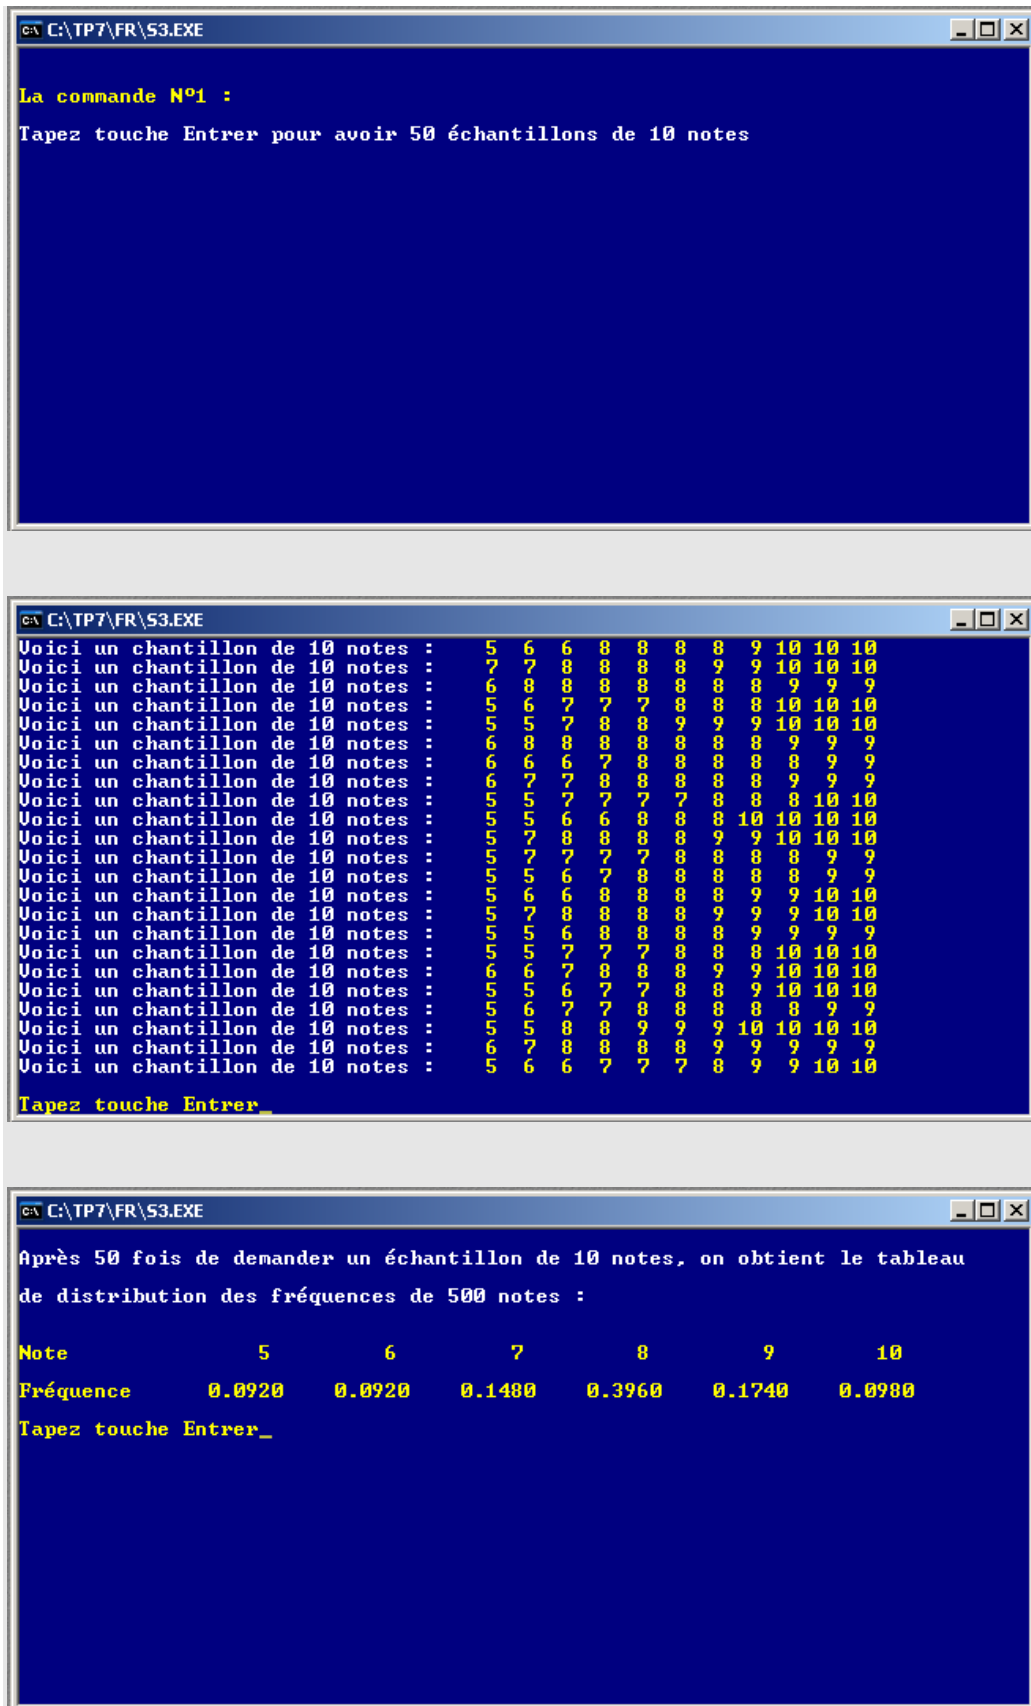 C:\TP7\FR\S3.EXE
La commande Nº1 :
Tapez touche Entrer pour avoir 50 échantillons de 10 notes
C:\TP7\FR\S3.EXE
Voici un chantillon de 10 notes : 5 6 6 8 8 8 8 9 10 10 10
Voici un chantillon de 10 notes : 7 7 8 8 8 8 9 9 10 10 10
Voici un chantillon de 10 notes : 6 8 8 8 8 8 8 8 9 9 9
Voici un chantillon de 10 notes : 5 6 7 7 7 8 8 8 10 10 10
Voici un chantillon de 10 notes : 5 5 7 8 8 9 9 9 10 10 10
Voici un chantillon de 10 notes : 6 8 8 8 8 8 8 8 9 9 9
Voici un chantillon de 10 notes : 6 6 6 7 8 8 8 8 8 9 9
Voici un chantillon de 10 notes : 6 7 7 8 8 8 8 8 9 9 9
Voici un chantillon de 10 notes : 5 5 7 7 7 7 8 8 8 10 10
Voici un chantillon de 10 notes : 5 5 6 6 8 8 8 10 10 10 10
Voici un chantillon de 10 notes : 5 7 8 8 8 8 9 9 10 10 10
Voici un chantillon de 10 notes : 5 7 7 7 7 8 8 8 8 9 9
Voici un chantillon de 10 notes : 5 5 6 7 8 8 8 8 8 9 9
Voici un chantillon de 10 notes : 5 6 6 8 8 8 8 9 9 10 10
Voici un chantillon de 10 notes : 5 7 8 8 8 8 9 9 9 10 10
Voici un chantillon de 10 notes : 5 5 6 8 8 8 8 9 9 9 9
Voici un chantillon de 10 notes : 5 5 7 7 7 8 8 8 10 10 10
Voici un chantillon de 10 notes : 6 6 7 8 8 8 9 9 10 10 10
Voici un chantillon de 10 notes : 5 5 6 7 7 8 8 9 10 10 10
Voici un chantillon de 10 notes : 5 6 7 7 8 8 8 8 8 9 9
Voici un chantillon de 10 notes : 5 5 8 8 9 9 9 10 10 10 10
Voici un chantillon de 10 notes : 6 7 8 8 8 8 9 9 9 9 9
Voici un chantillon de 10 notes : 5 6 6 7 7 7 8 9 9 10 10
Tapez touche Entrer_
C:\TP7\FR\S3.EXE
Après 50 fois de demander un échantillon de 10 notes, on obtient le tableau
de distribution des fréquences de 500 notes :
Note 5 6 7 8 9 10
Fréquence 0.0920 0.0920 0.1480 0.3960 0.1740 0.0980
Tapez touche Entrer_